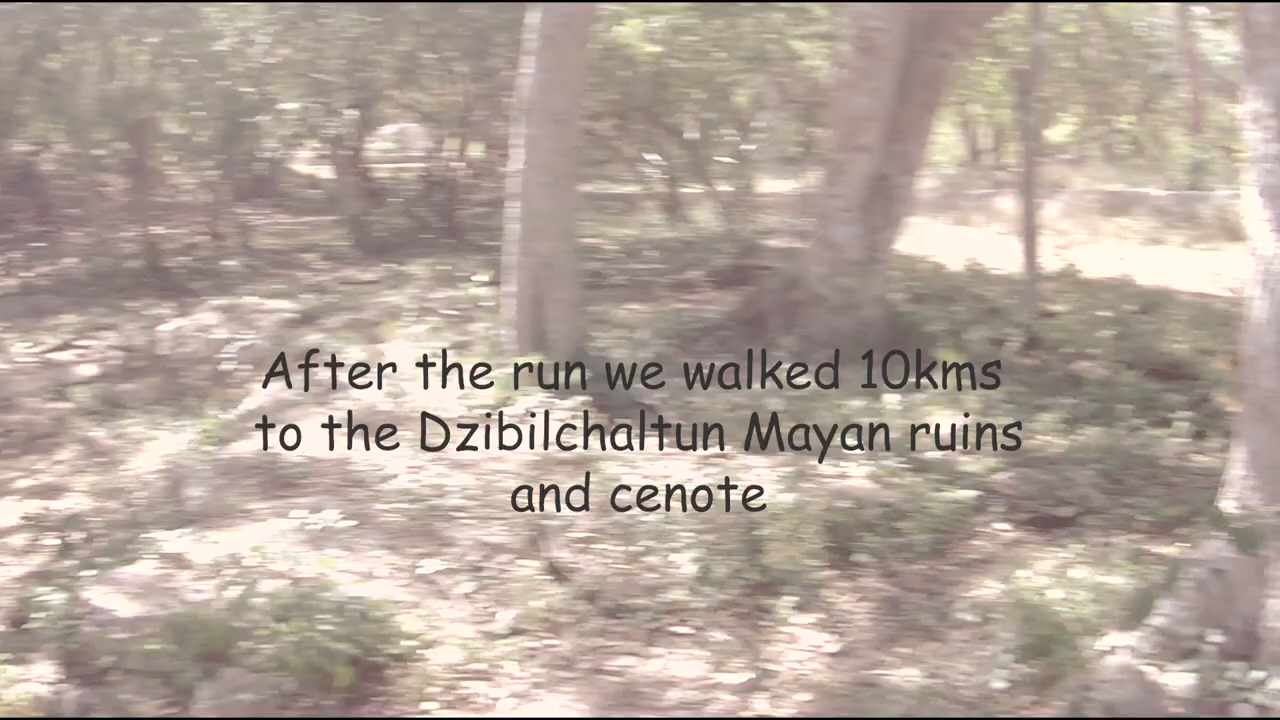 After the run we walked 10kms
to the Dzibilchaltun Mayan ruins
and cenote